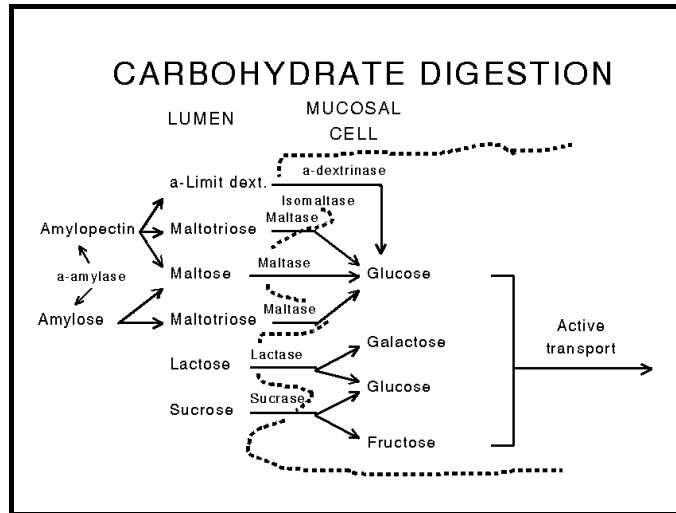 CARBOHYDRATE DIGESTION
LUMEN
MUCOSAL
CELL
a-Limit dext.
a-dextrinase
Isomaltase
Amylopectin
Maltotriose
Maltase
a-amylase
Maltose
Maltase
Glucose
Amylose
Maltotriose
Maltase
Active
transport
Lactose
Lactase
Galactose
Glucose
Sucrose
Sucrase
Fructose